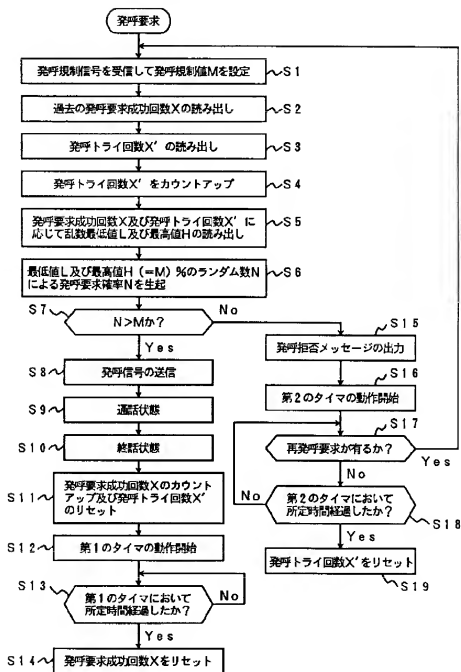 発呼要求
発呼規制信号を受信して発呼規制値Mを設定
S1
過去の発呼要求成功回数Xの読み出し
S2
発呼トライ回数X'の読み出し
S3
発呼トライ回数X'をカウントアップ
S4
発呼要求成功回数X及び発呼トライ回数X'に
応じて乱数最低値L及び最高値Hの読み出し
S5
最低値L及び最高値H(=M)%のランダム数N
による発呼要求確率Nを生起
S6
S7
N>Mか?
No
Yes
S8
発呼信号の送信
S9
通話状態
S10
終話状態
S11
発呼要求成功回数Xのカウント
アップ及び発呼トライ回数X'
のリセット
S12
第1のタイマの動作開始
S13
第1のタイマにおいて
所定時間経過したか?
No
Yes
S14
発呼要求成功回数Xをリセット
S15
発呼拒否メッセージの出力
S16
第2のタイマの動作開始
S17
再発呼要求が有るか?
Yes
No
第2のタイマにおいて
所定時間経過したか?
No
S18
Yes
発呼トライ回数X'をリセット
S19